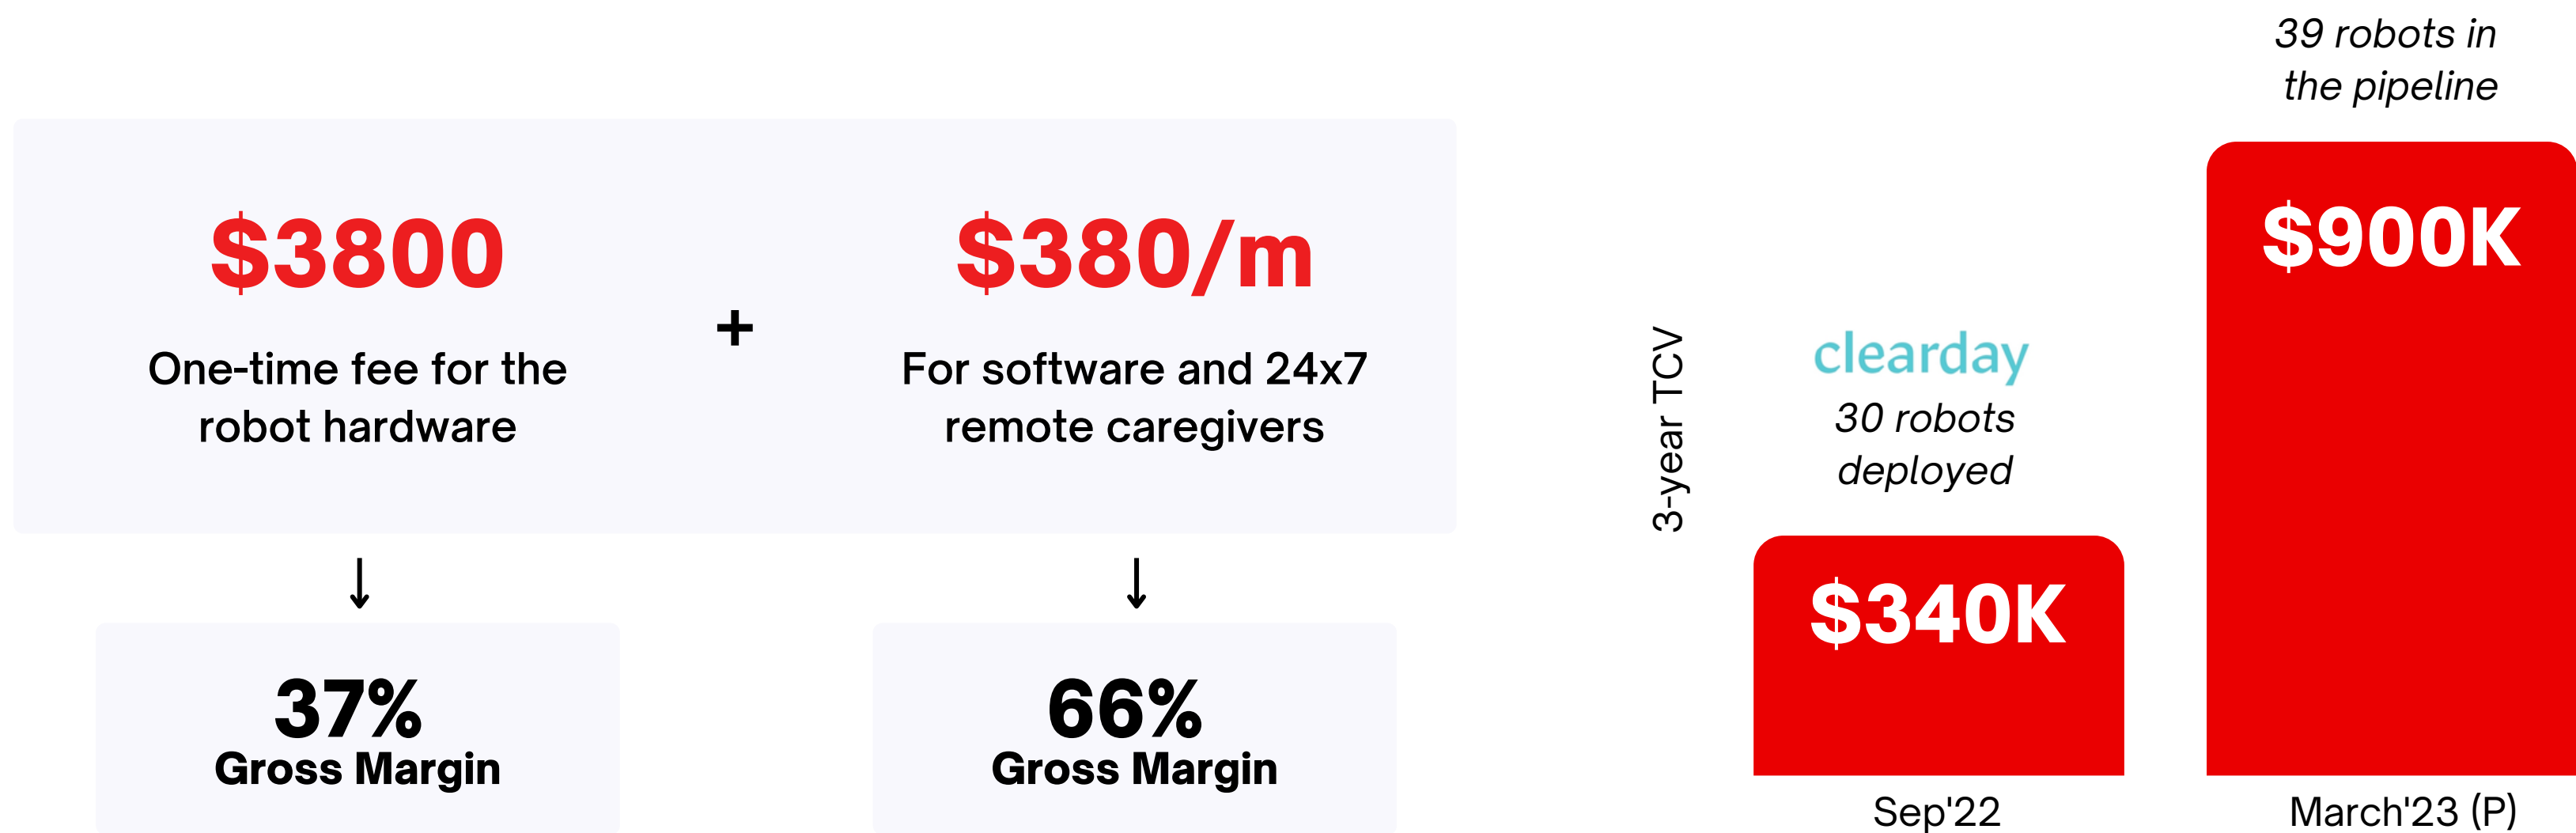 $3800
One-time fee for the
robot hardware
+
$380/m
For software and 24x7
remote caregivers
37%
Gross Margin
66%
Gross Margin
3-year TCV
clearday
30 robots
deployed
$340K
Sep'22
39 robots in
the pipeline
$900K
March'23 (P)